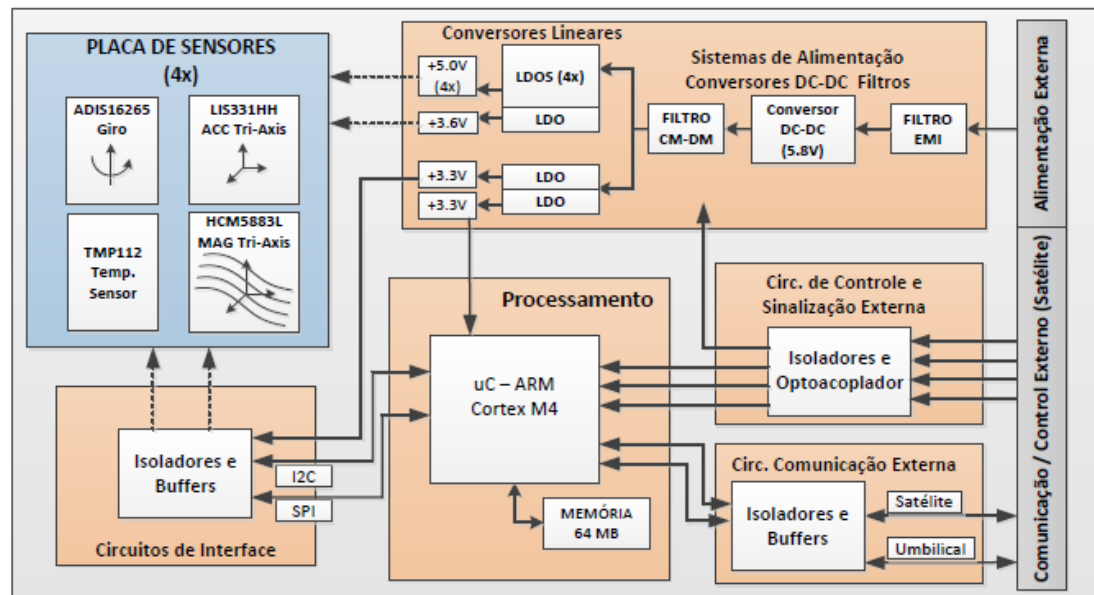 PLACA DE SENSORES
(4x)
ADIS16265
Giro
LIS331HH
ACC Tri-Axis
TMP112
Temp.
Sensor
HCM5883L
MAG Tri-Axis
Conversores Lineares
+5.0V
(4x)
LDOS (4x)
+3.6V
LDO
+3.3V
LDO
+3.3V
LDO
Sistemas de Alimentação
Conversores DC-DC Filtros
FILTRO
CM-DM
Conversor
DC-DC
(5.8V)
FILTRO
EMI
Alimentação Externa
Processamento
uC – ARM
Cortex M4
MEMÓRIA
64 MB
Circ. de Controle e
Sinalização Externa
Isoladores e
Optoacoplador
Comunicação / Control Externo (Satélite)
Isoladores e
Buffers
I2C
SPI
Circuitos de Interface
Circ. Comunicação Externa
Isoladores e
Buffers
Satélite
Umbilical